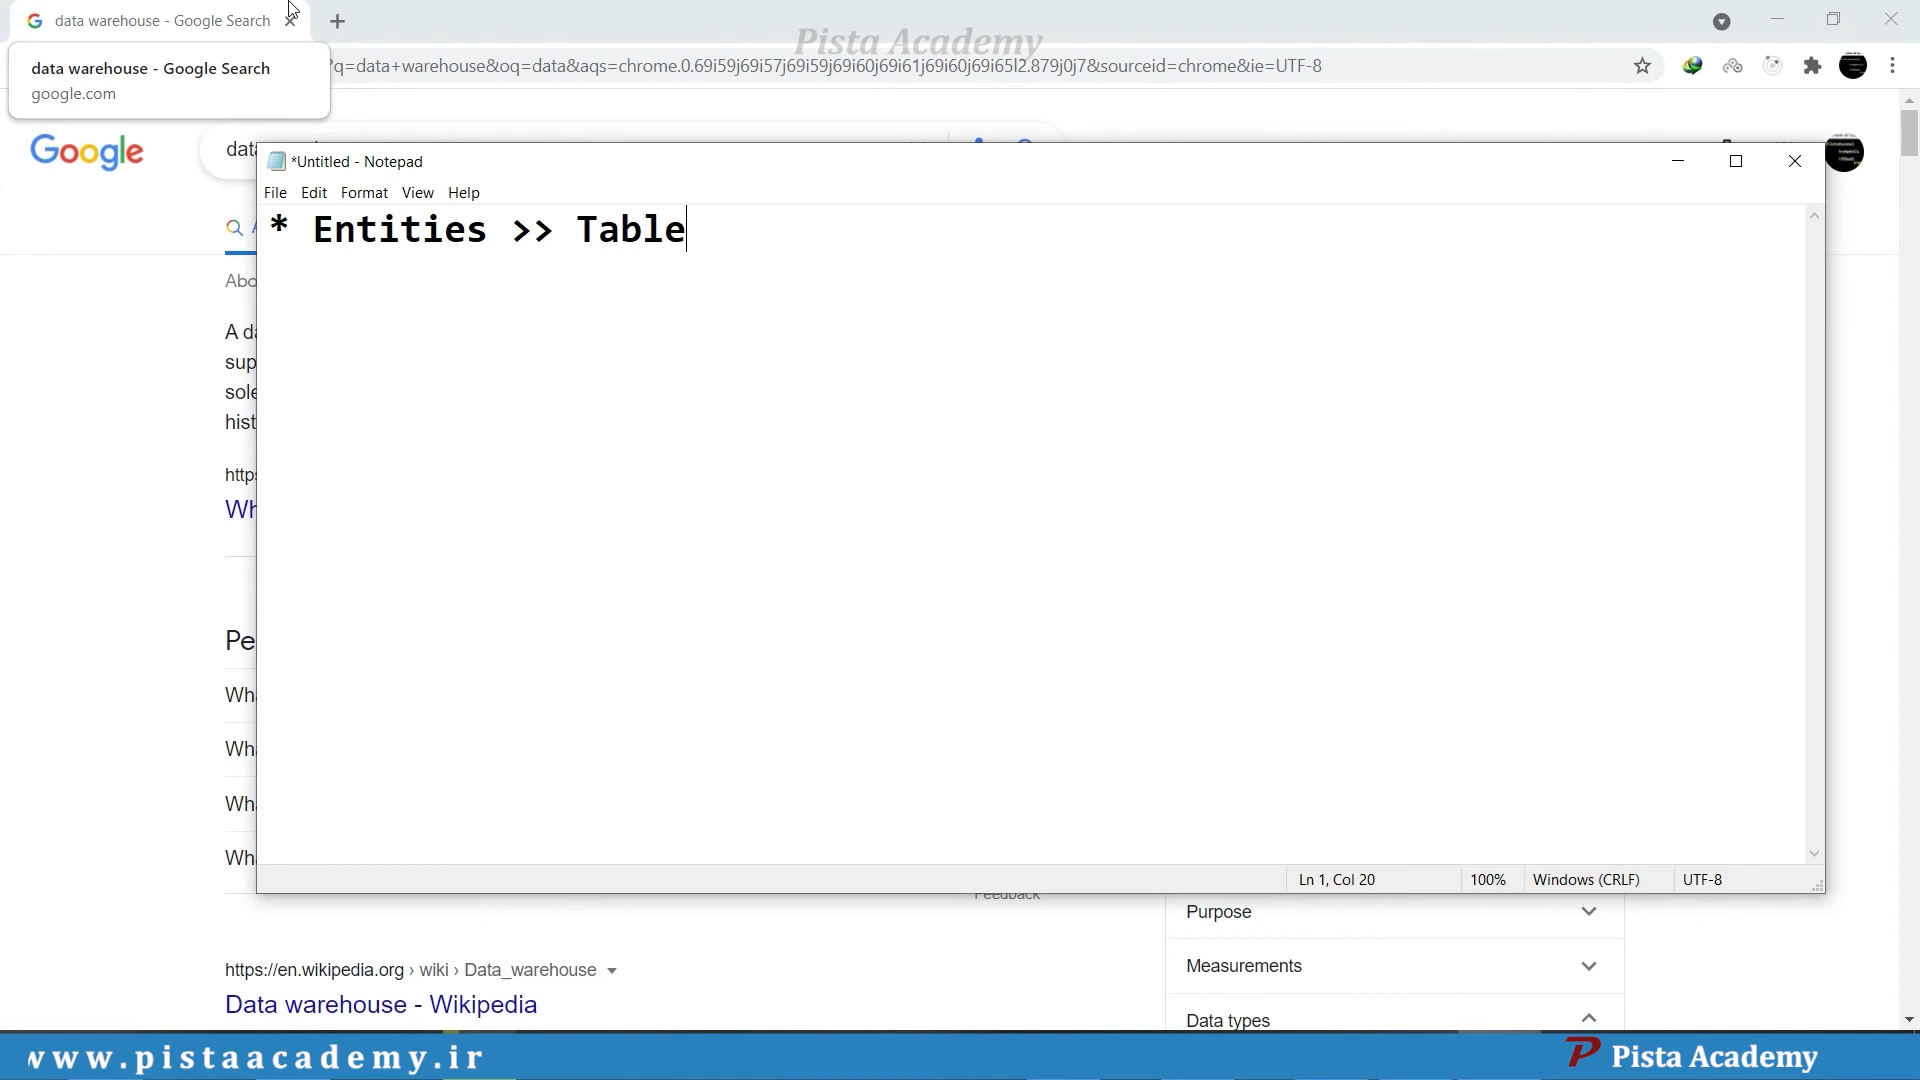 data warehouse - Google Search
Pista Academy
data warehouse - Google Search
google.com
?q=data+warehouse&oq=data&aqs=chrome.0.69i59j69i57j69i59j69i60j69i61j69i60j69i65l2.879j0j7&sourceid=chrome&ie=UTF-8
Google
*Untitled - Notepad
File Edit Format View Help
* Entities >> Table
Ln 1, Col 20 100% Windows (CRLF) UTF-8
Feedback
Purpose
https://en.wikipedia.org › wiki › Data_warehouse
Measurements
Data warehouse - Wikipedia
Data types
www.pistaacademy.ir
Pista Academy